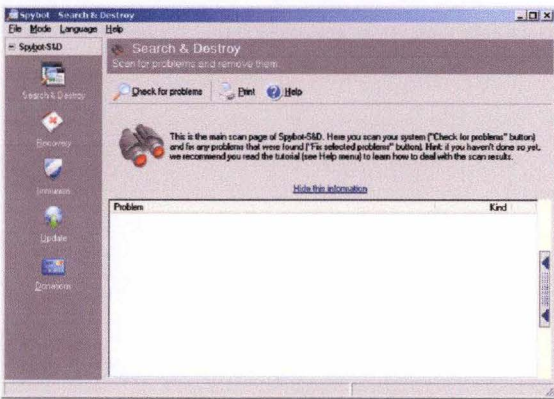 Spybot - Search & Destroy
File Mode Language Help
Spybot-S&D
Search & Destroy
Recovery
Immunize
Update
Donations
Search & Destroy
Scan for problems and remove them.
Check for problems Print Help
This is the main scan page of Spybot-S&D. Here you scan your system ("Check for problems" button)
and fix any problems that were found ("Fix selected problems" button). Hint: if you haven't done so yet,
we recommend you read the tutorial (see Help menu) to learn how to deal with the scan results.
Hide this information
Problem Kind